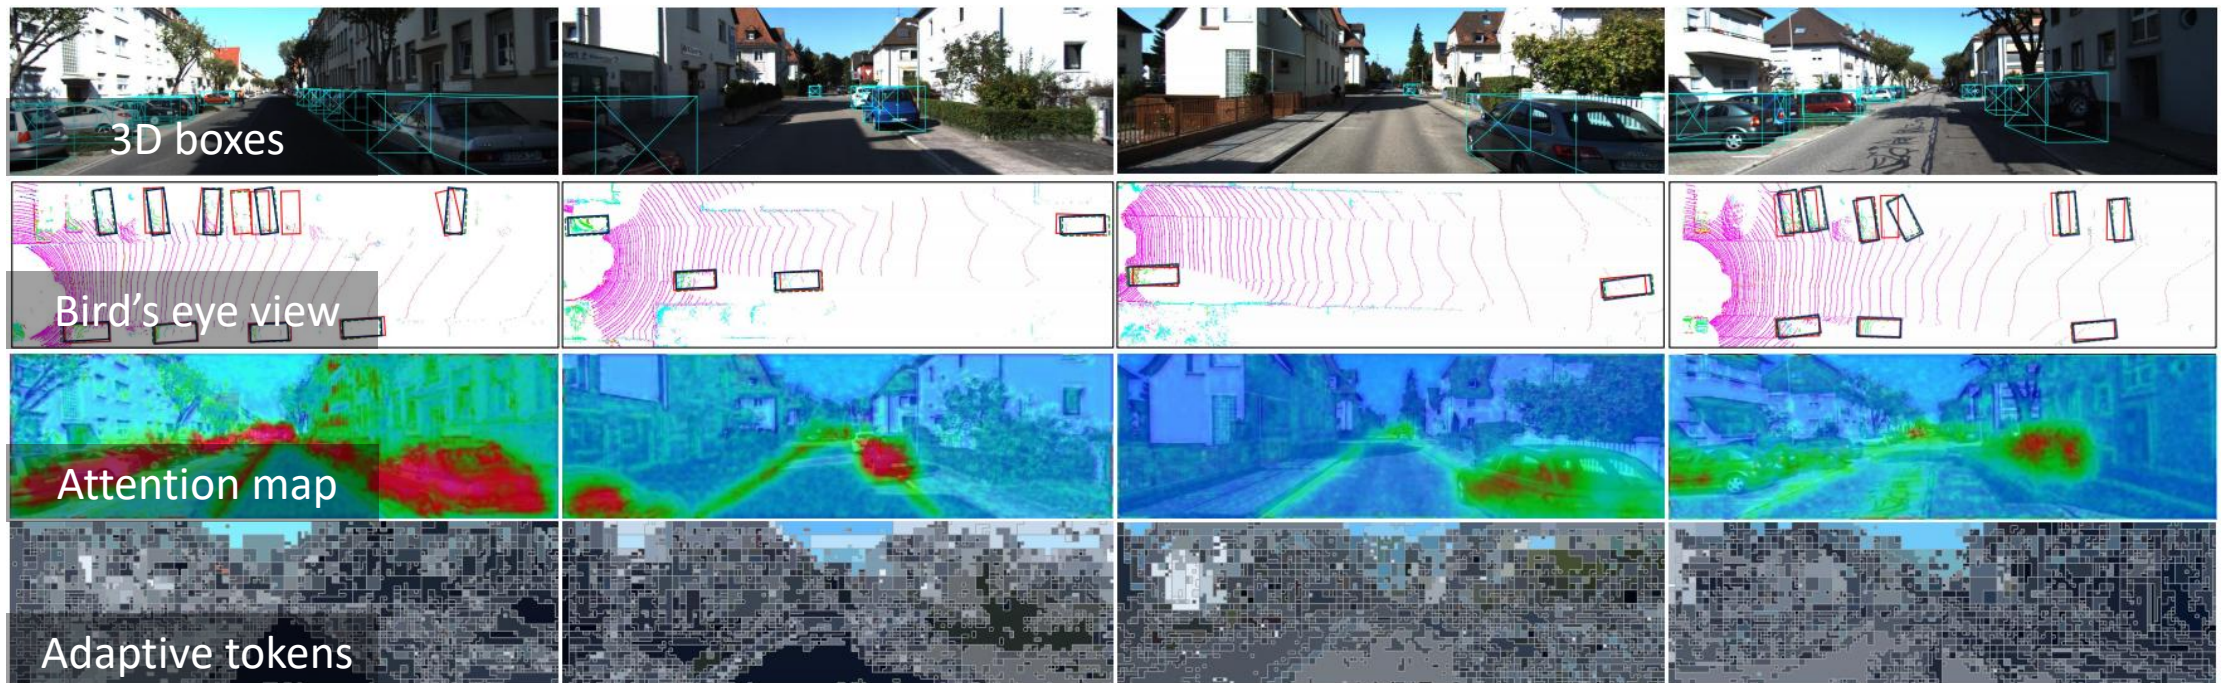 3D boxes
Bird's eye view
Attention map
Adaptive tokens